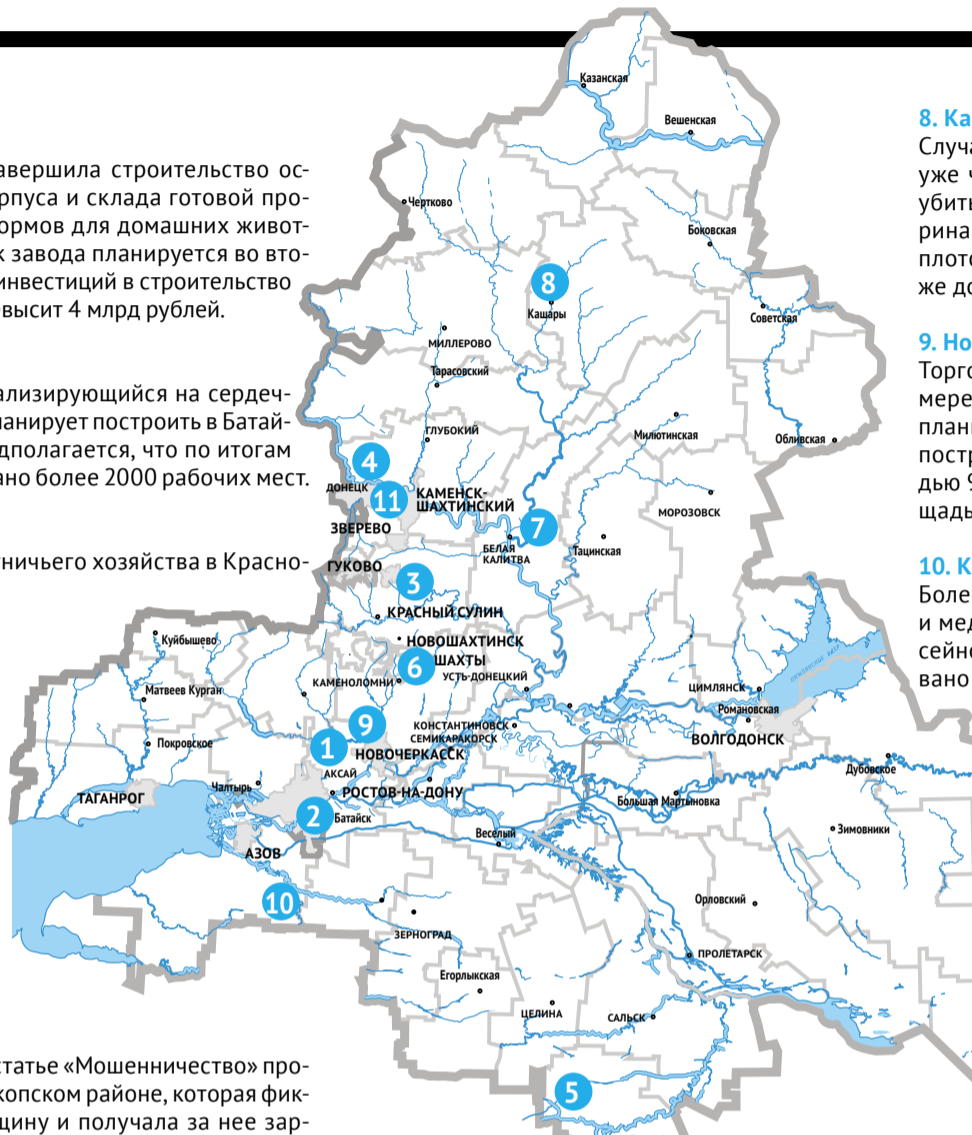 авершила строительство ос-
рпуса и склада готовой про-
ормов для домашних живот-
к завода планируется во вто-
инвестиций в строительство
высит 4 млрд рублей.
ализирующийся на сердеч-
ланирует построить в Батай-
дполагается, что по итогам
ано более 2000 рабочих мест.
тничьего хозяйства в Красно-
статье «Мошенничество» про-
копском районе, которая фик-
щину и получала за нее зар-
Казанская
Вешенская
Чертково
Боковская
8
Кашары
Советская
МИЛЛЕРОВО
Тарасовский
ГЛУБОКИЙ
Милютинская
Обливская
4
ДОНЕЦК
11
КАМЕНСК-
ШАХТИНСКИЙ
МОРОЗОВСК
ЗВЕРЕВО
7
БЕЛАЯ
КАЛИТВА
Тацинская
ГУКОВО
3
КРАСНЫЙ СУЛИН
Куйбышево
НОВОШАХТИНСК
6
ШАХТЫ
КАМЕНОЛОМНИ
УСТЬ-ДОНЕЦКИЙ
Матвеев Курган
ЦИМЛЯНСК
Романовская
ВОЛГОДОНСК
Покровское
9
КОНСТАНТИНОВСК
СЕМИКАРАКОРСК
1
НОВОЧЕРКАССК
АКСАЙ
Дубовское
ТАГАНРОГ
Чалтырь
РОСТОВ-НА-ДОНУ
Большая Мартыновка
2
Батайск
Веселый
Зимовники
АЗОВ
10
Орловский
ЗЕРНОГРАД
ПРОЛЕТАРСК
Егорлыкская
ЦЕЛИНА
САЛЬСК
5
8. Ка
Случа
уже ч
убить
рина
плото
же до
9. Но
Торго
мере
плани
постр
дью 9
щадь
10. К
Боле
и мед
сейно
вано